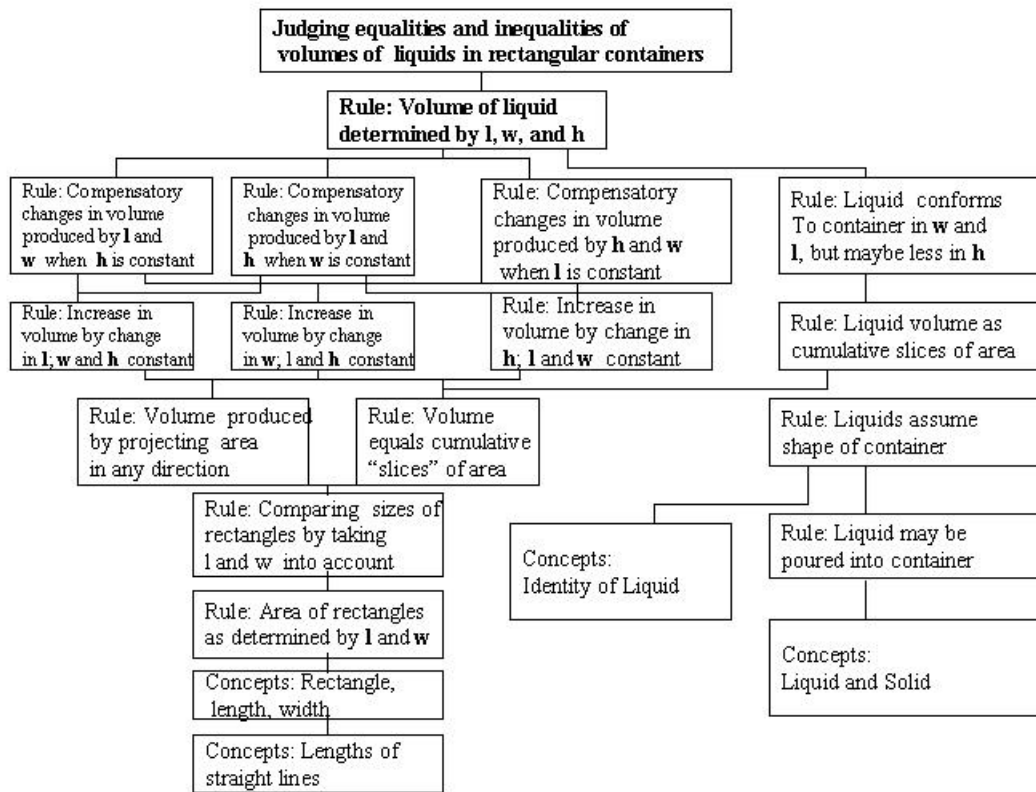 Judging equalities and inequalities of
volumes of liquids in rectangular containers
Rule: Volume of liquid
determined by l, w, and h
Rule: Compensatory
changes in volume
produced by l and
w when h is constant
Rule: Compensatory
changes in volume
produced by l and
h when w is constant
Rule: Compensatory
changes in volume
produced by h and w
when l is constant
Rule: Liquid conforms
To container in w and
l, but maybe less in h
Rule: Increase in
volume by change
in l; w and h constant
Rule: Increase in
volume by change
in w; l and h constant
Rule: Increase in
volume by change in
h; l and w constant
Rule: Liquid volume as
cumulative slices of area
Rule: Volume produced
by projecting area
in any direction
Rule: Volume
equals cumulative
“slices” of area
Rule: Liquids assume
shape of container
Rule: Comparing sizes of
rectangles by taking
l and w into account
Concepts:
Identity of Liquid
Rule: Liquid may be
poured into container
Rule: Area of rectangles
as determined by l and w
Concepts:
Liquid and Solid
Concepts: Rectangle,
length, width
Concepts: Lengths of
straight lines